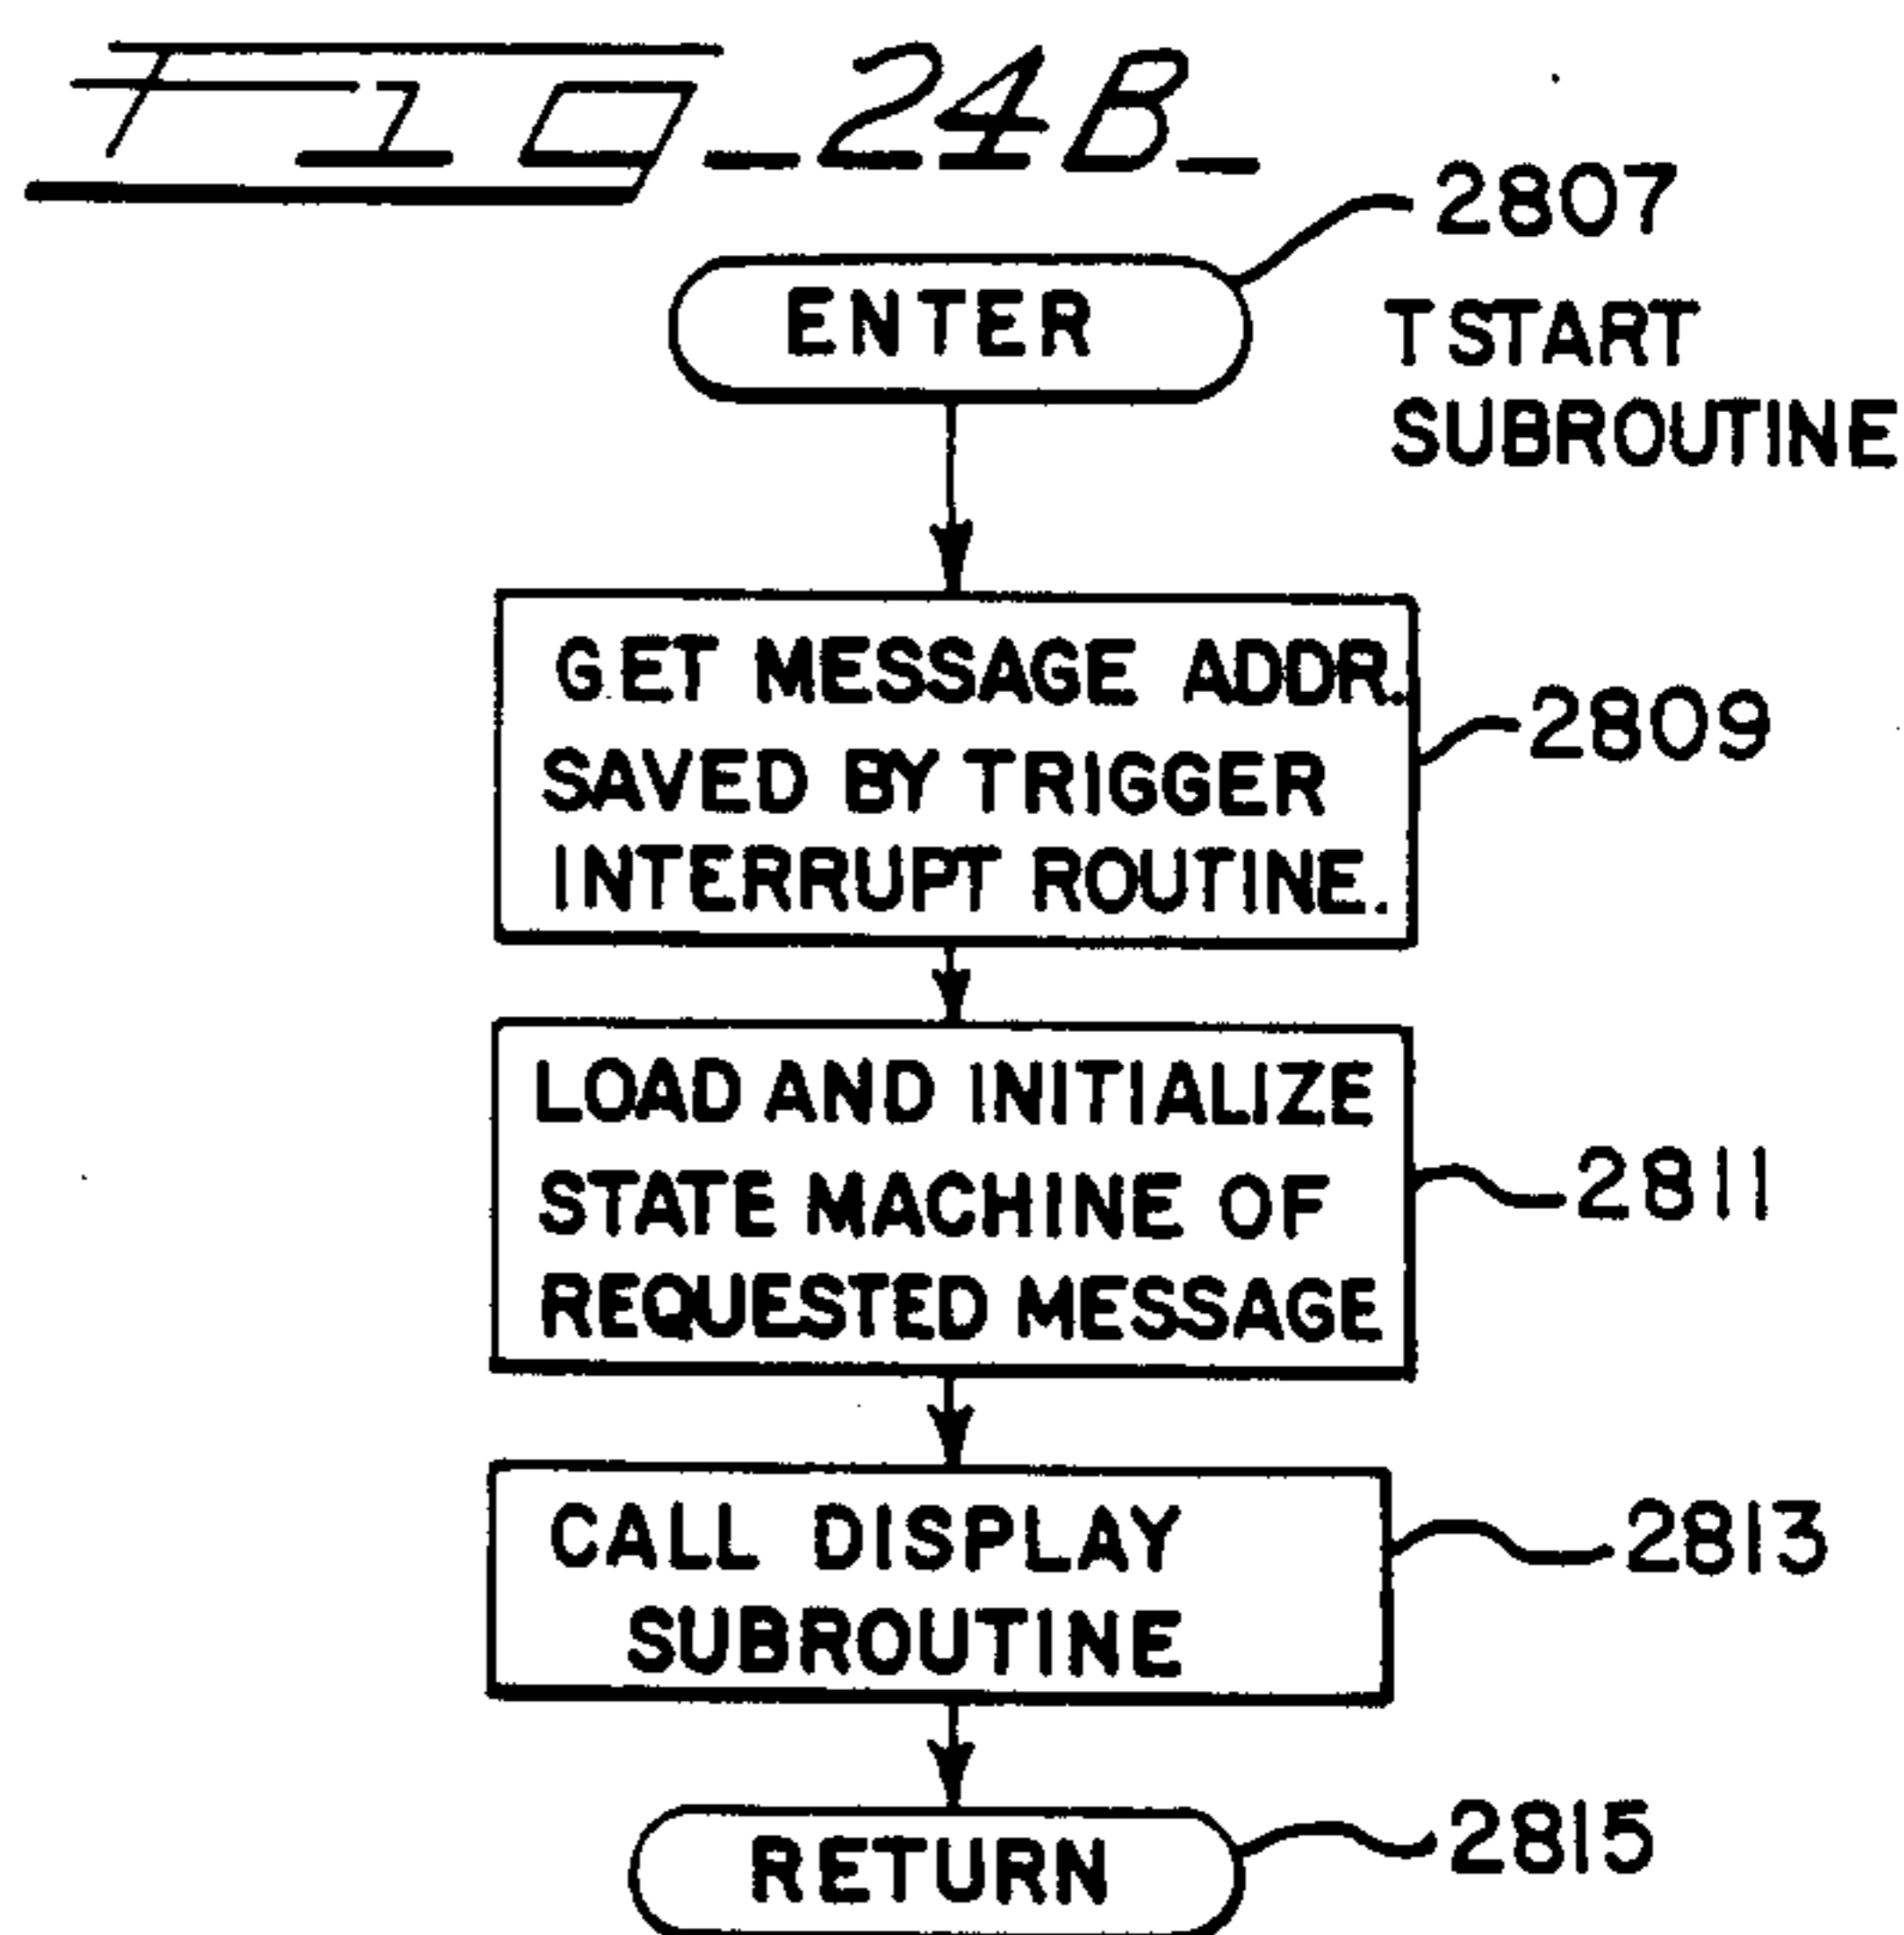 FIG_24B_
2807
ENTER
TSTART
SUBROUTINE
GET MESSAGE ADDR.
SAVED BY TRIGGER
INTERRUPT ROUTINE.
2809
LOAD AND INITIALIZE
STATE MACHINE OF
REQUESTED MESSAGE
2811
CALL DISPLAY
SUBROUTINE
2813
RETURN
2815